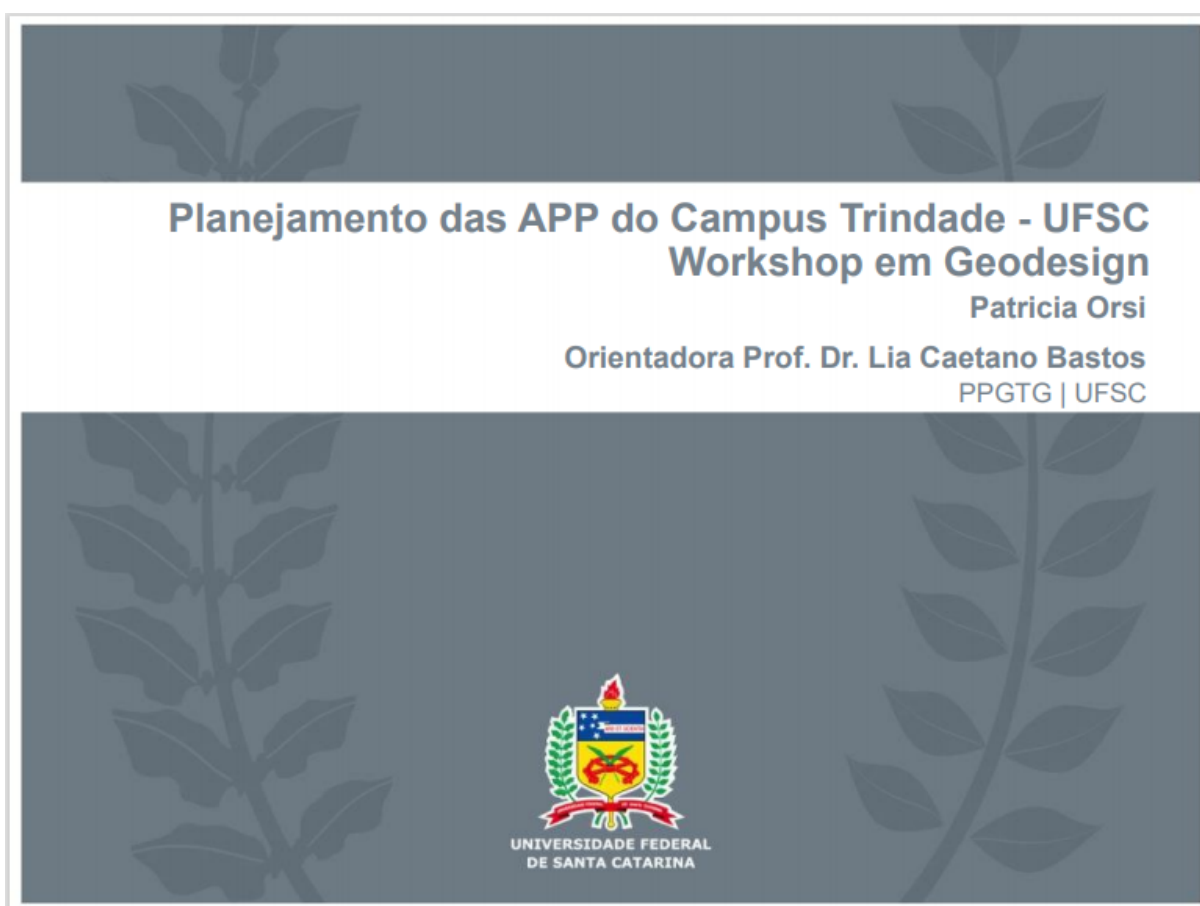 Planejamento das APP do Campus Trindade - UFSC
Workshop em Geodesign
Patricia Orsi
Orientadora Prof. Dr. Lia Caetano Bastos
PPGTG | UFSC
UNIVERSIDADE FEDERAL
DE SANTA CATARINA